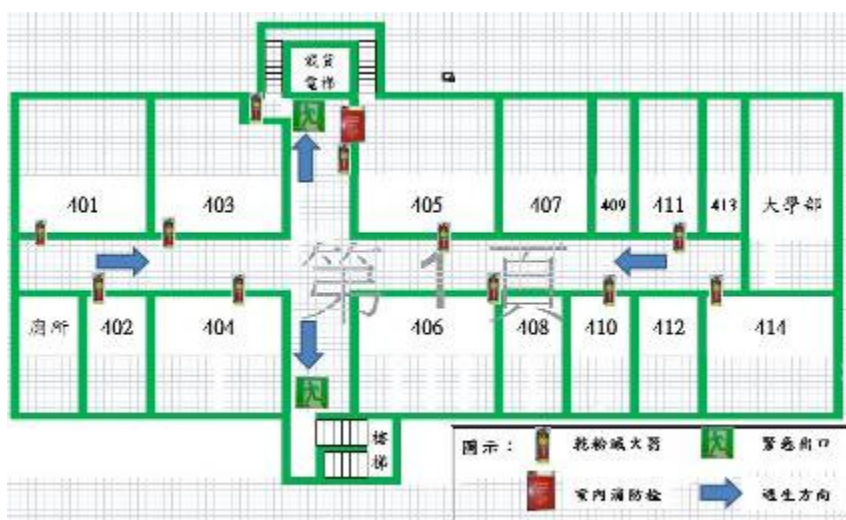 載貨
電梯
401
403
405
407
409
411
413
大學部
第 1 頁
廁所
402
404
406
408
410
412
414
樓
梯
圖示：
乾粉滅火器
緊急出口
室內消防栓
逃生方向